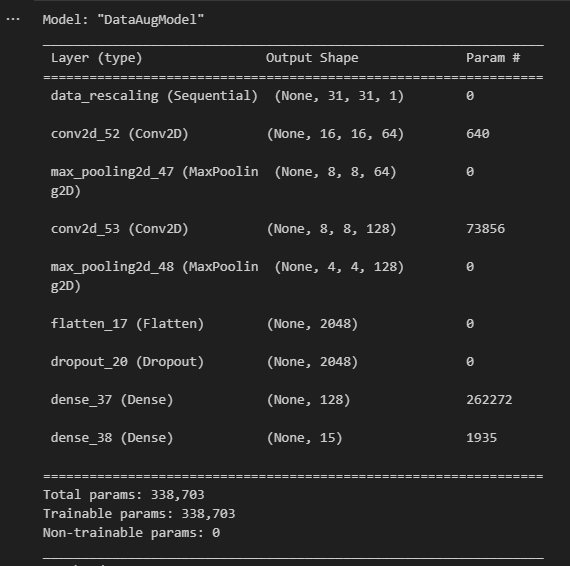 ... Model: "DataAugModel"
Layer (type) Output Shape Param #
=================================================================
data_rescaling (Sequential) (None, 31, 31, 1) 0
conv2d_52 (Conv2D) (None, 16, 16, 64) 640
max_pooling2d_47 (MaxPoolin (None, 8, 8, 64) 0
g2D)
conv2d_53 (Conv2D) (None, 8, 8, 128) 73856
max_pooling2d_48 (MaxPoolin (None, 4, 4, 128) 0
g2D)
flatten_17 (Flatten) (None, 2048) 0
dropout_20 (Dropout) (None, 2048) 0
dense_37 (Dense) (None, 128) 262272
dense_38 (Dense) (None, 15) 1935
=================================================================
Total params: 338,703
Trainable params: 338,703
Non-trainable params: 0